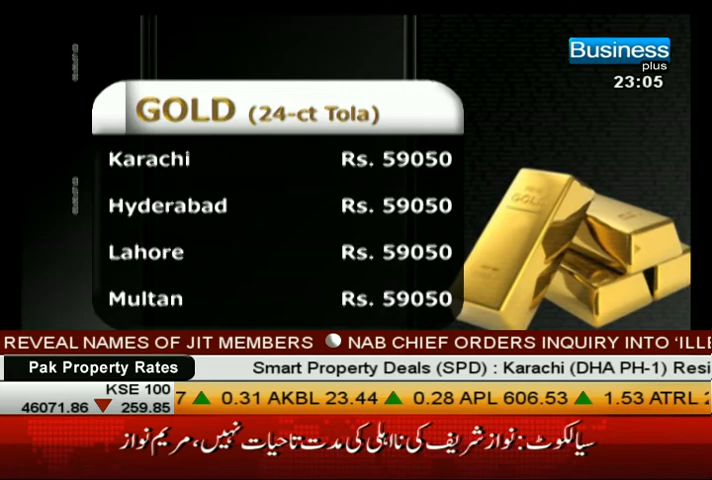 Business
plus
23:05
GOLD (24-ct Tola)
Karachi Rs. 59050
Hyderabad Rs. 59050
Lahore Rs. 59050
Multan Rs. 59050
GOLD
REVEAL NAMES OF JIT MEMBERS NAB CHIEF ORDERS INQUIRY INTO 'ILLE
Pak Property Rates Smart Property Deals (SPD) : Karachi (DHA PH-1) Resi
KSE 100
46071.86 ▼ 259.85
7 ▲ 0.31 AKBL 23.44 ▲ 0.28 APL 606.53 ▲ 1.53 ATRL
سیالکوٹ: نواز شریف کی نااہلی کی مدت تاحیات نہیں، مریم نواز